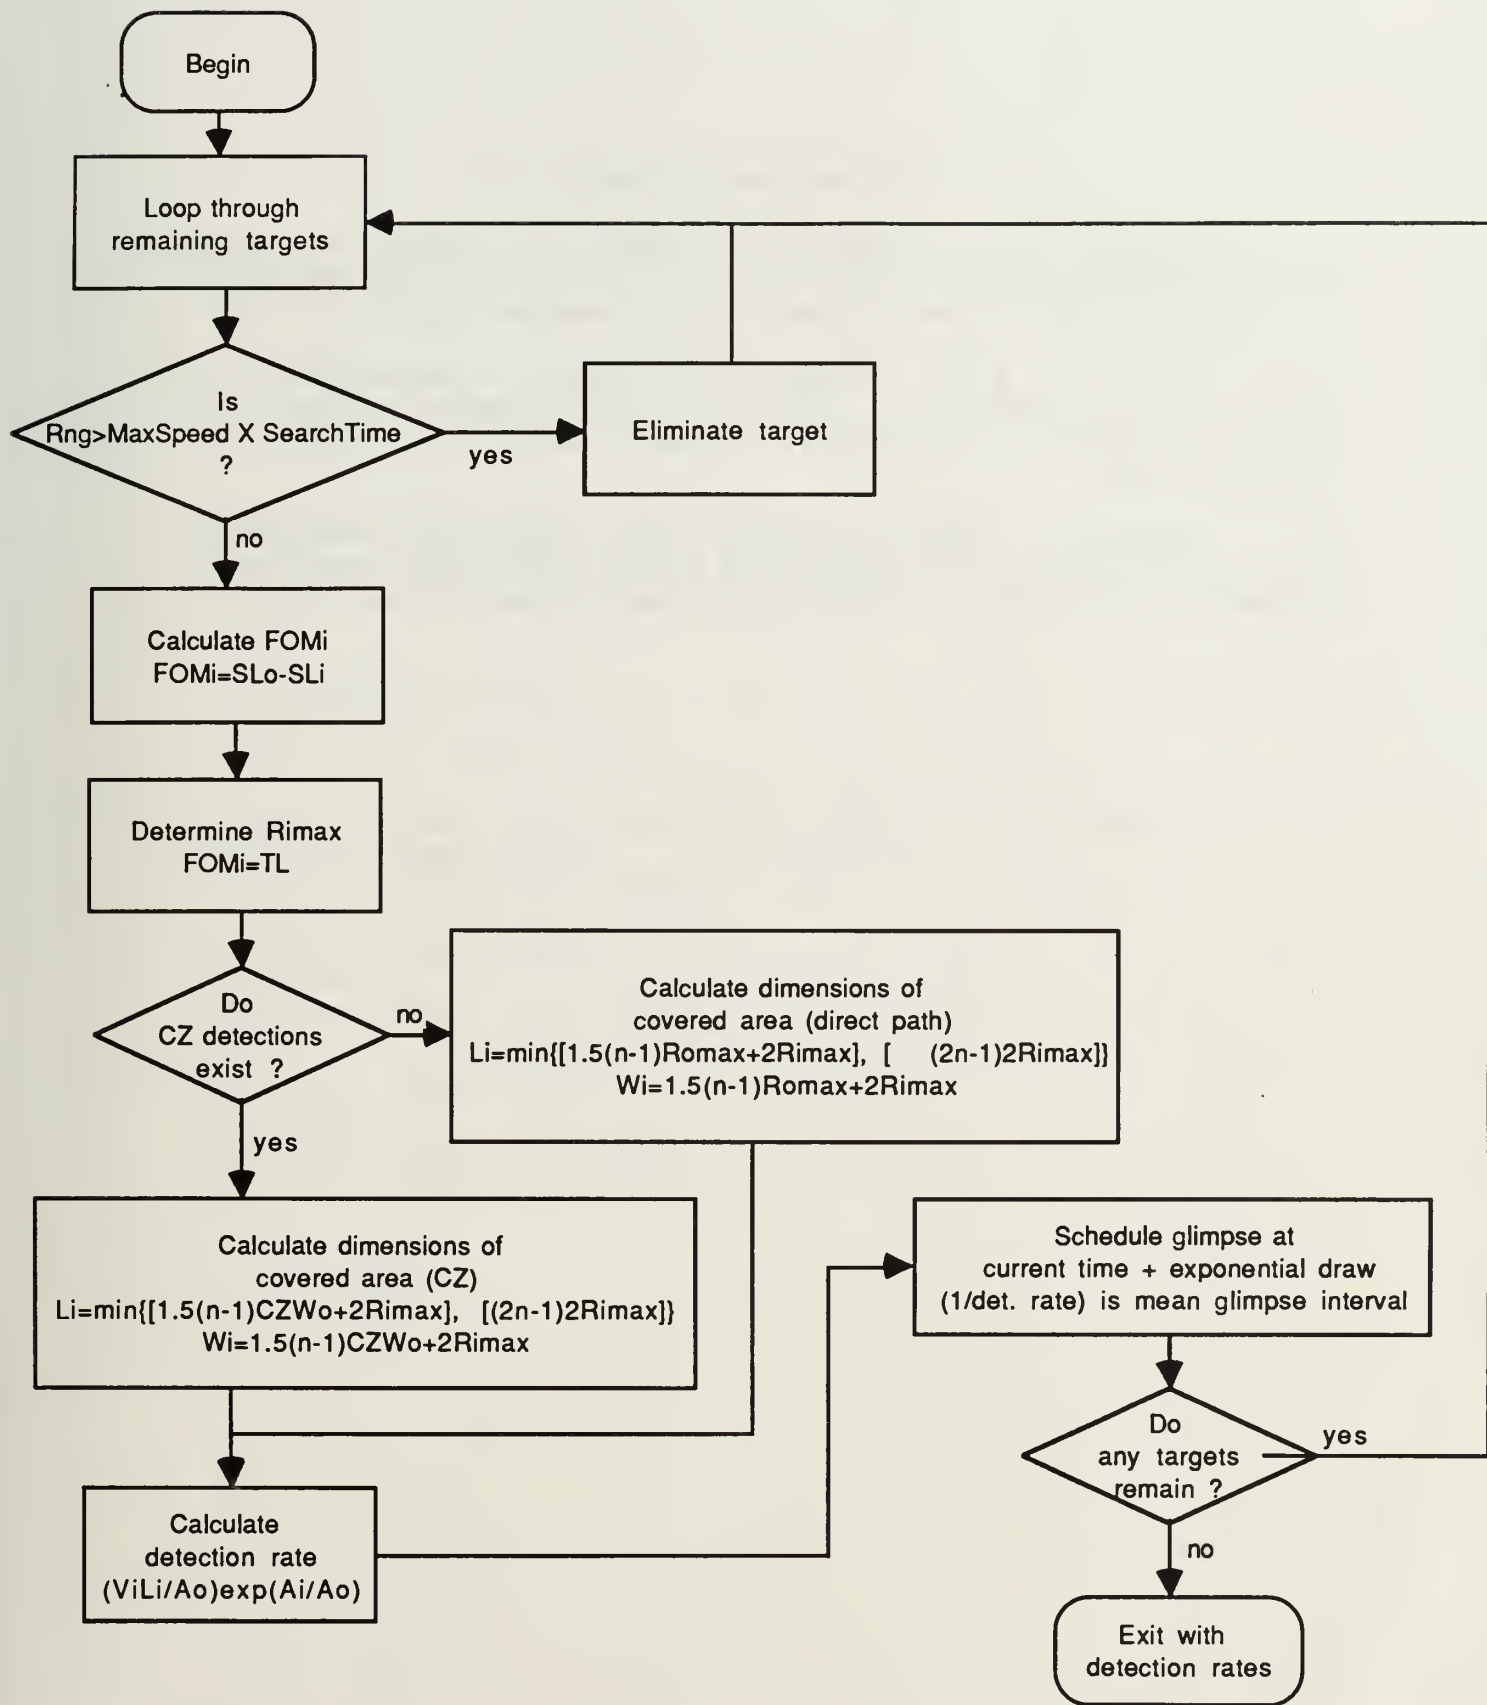 Begin
Loop through
remaining targets
Is
Rng>MaxSpeed X SearchTime
?
yes
Eliminate target
no
Calculate FOMi
FOMi=SLo-SLi
Determine Rimax
FOMi=TL
Do
CZ detections
exist ?
no
Calculate dimensions of
covered area (direct path)
Li=min{[1.5(n-1)Romax+2Rimax], [ (2n-1)2Rimax]}
Wi=1.5(n-1)Romax+2Rimax
yes
Calculate dimensions of
covered area (CZ)
Li=min{[1.5(n-1)CZWo+2Rimax], [(2n-1)2Rimax]}
Wi=1.5(n-1)CZWo+2Rimax
Calculate
detection rate
(ViLi/Ao)exp(Ai/Ao)
Schedule glimpse at
current time + exponential draw
(1/det. rate) is mean glimpse interval
Do
any targets
remain ?
yes
no
Exit with
detection rates